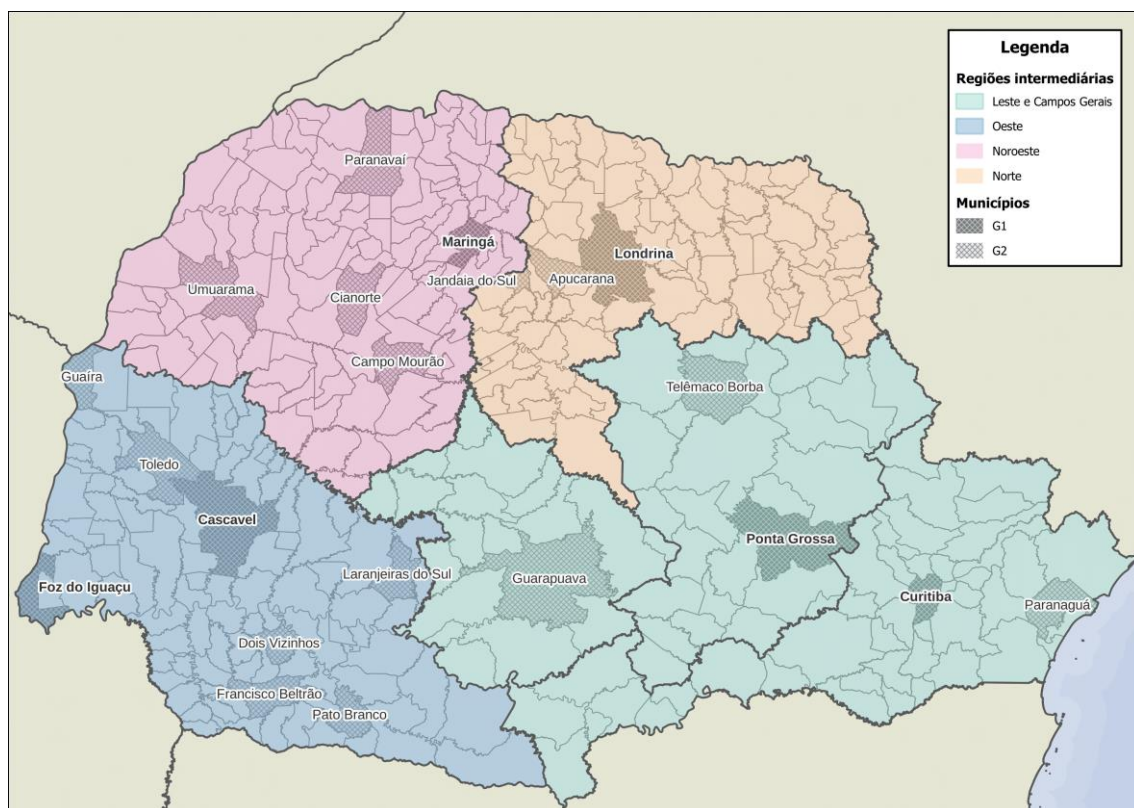 Legenda
Regiões intermediárias
Leste e Campos Gerais
Oeste
Noroeste
Norte
Municípios
G1
G2
Paranavaí
Maringá
Londrina
Jandaia do Sul
Apucarana
Umuarama
Cianorte
Campo Mourão
Guaíra
Telêmaco Borba
Toledo
Cascavel
Ponta Grossa
Laranjeiras do Sul
Guarapuava
Foz do Iguaçu
Curitiba
Paranaguá
Dois Vizinhos
Francisco Beltrão
Pato Branco